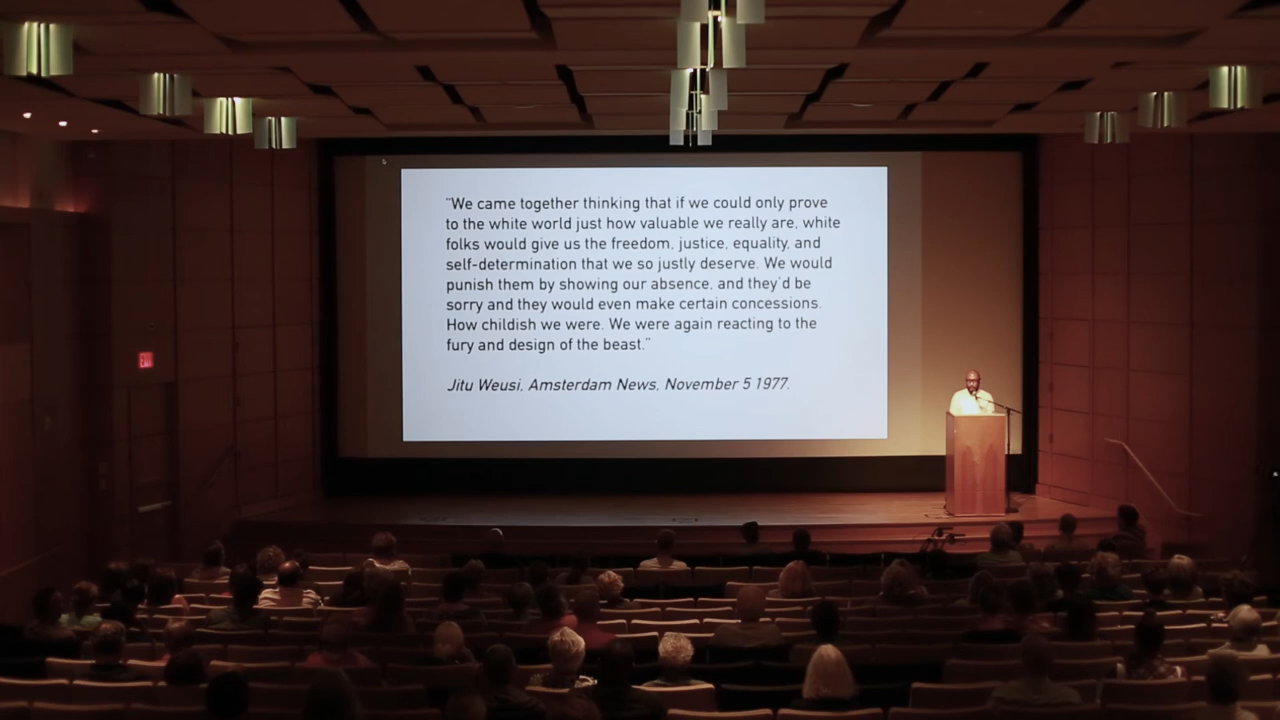 “We came together thinking that if we could only prove
to the white world just how valuable we really are, white
folks would give us the freedom, justice, equality, and
self-determination that we so justly deserve. We would
punish them by showing our absence, and they'd be
sorry and they would even make certain concessions.
How childish we were. We were again reacting to the
fury and design of the beast.”
Jitu Weusi, Amsterdam News, November 5 1977.
EXIT